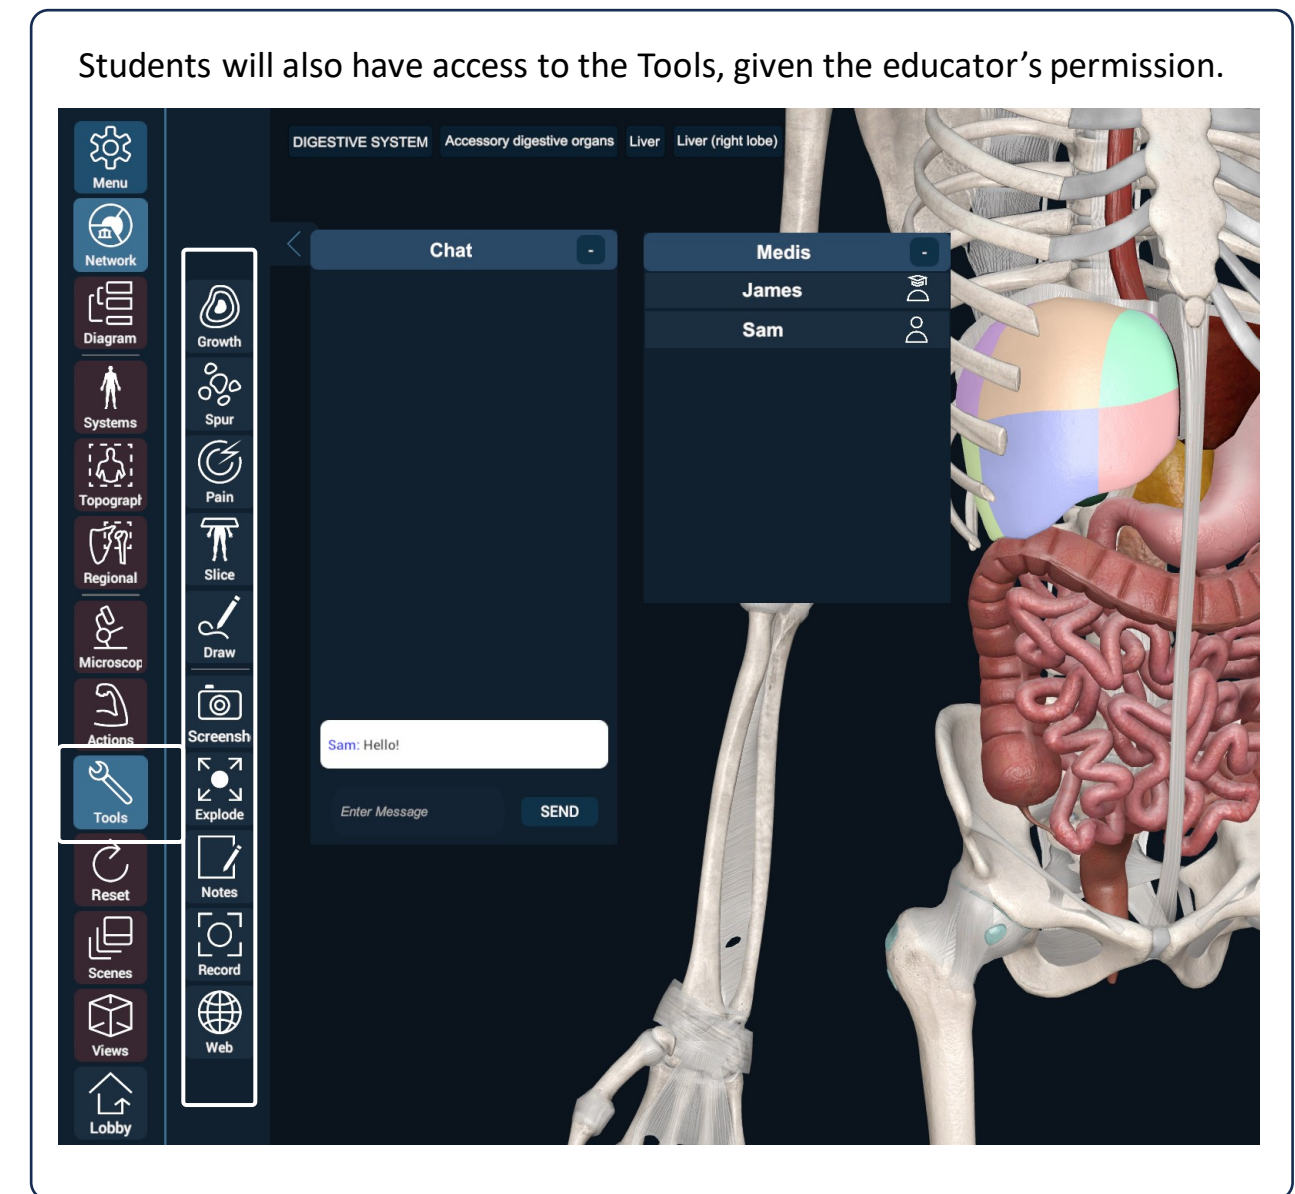 Students will also have access to the Tools, given the educator’s permission.
DIGESTIVE SYSTEM Accessory digestive organs Liver Liver (right lobe)
Menu
Network
Diagram
Systems
Topograpl
Regional
Microscop
Actions
Tools
Reset
Scenes
Views
Lobby
Growth
Spur
Pain
Slice
Draw
Screensh
Explode
Notes
Record
Web
Chat -
Sam: Hello!
Enter Message SEND
Medis -
James
Sam